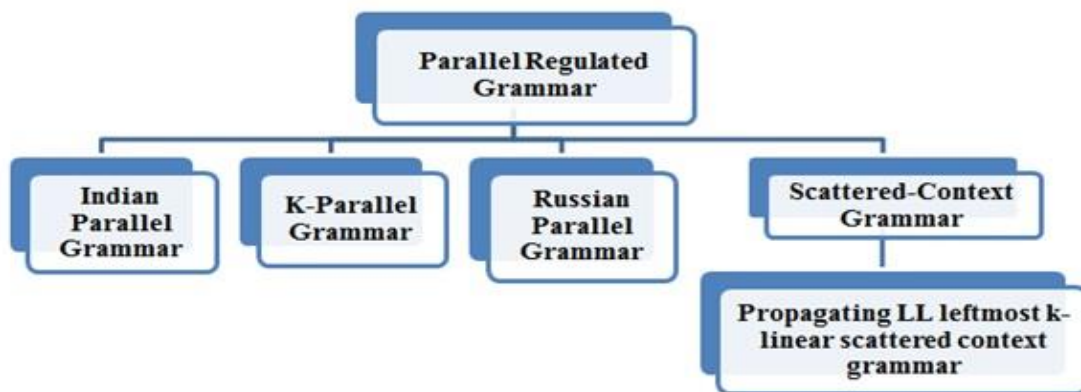 Parallel Regulated
Grammar
Indian
Parallel
Grammar
K-Parallel
Grammar
Russian
Parallel
Grammar
Scattered-Context
Grammar
Propagating LL leftmost k-
linear scattered context
grammar